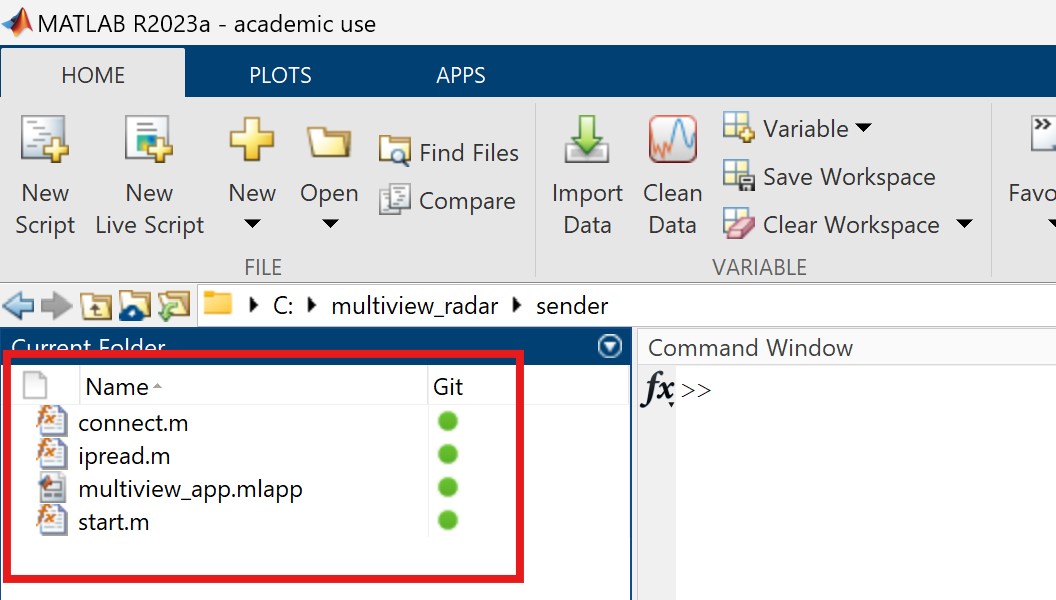 MATLAB R2023a - academic use
HOME PLOTS APPS
New Script
New Live Script
New
Open
Find Files
Compare
FILE
Import Data
Clean Data
Variable
Save Workspace
Clear Workspace
VARIABLE
Favo
C: multiview_radar sender
Current Folder
Name Git
connect.m
ipread.m
multiview_app.mlapp
start.m
Command Window
fx >>